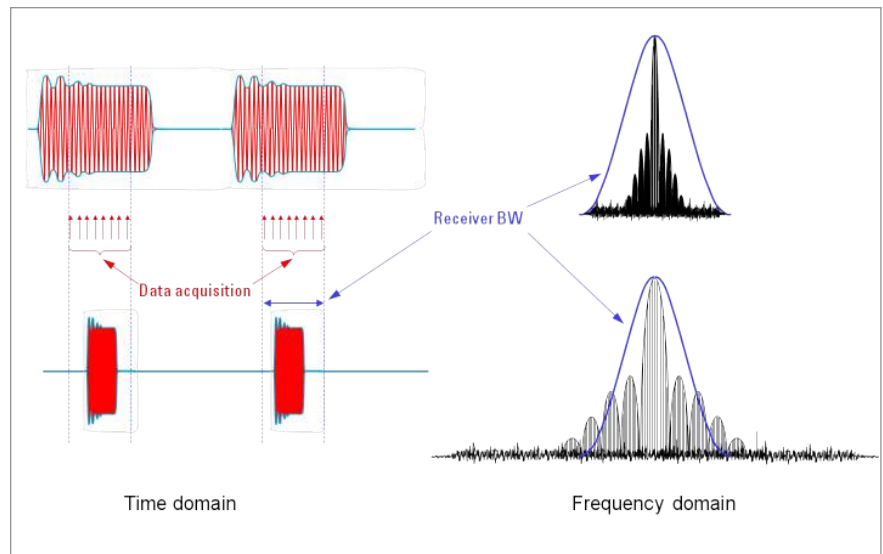 Receiver BW
Data acquisition
Time domain
Frequency domain